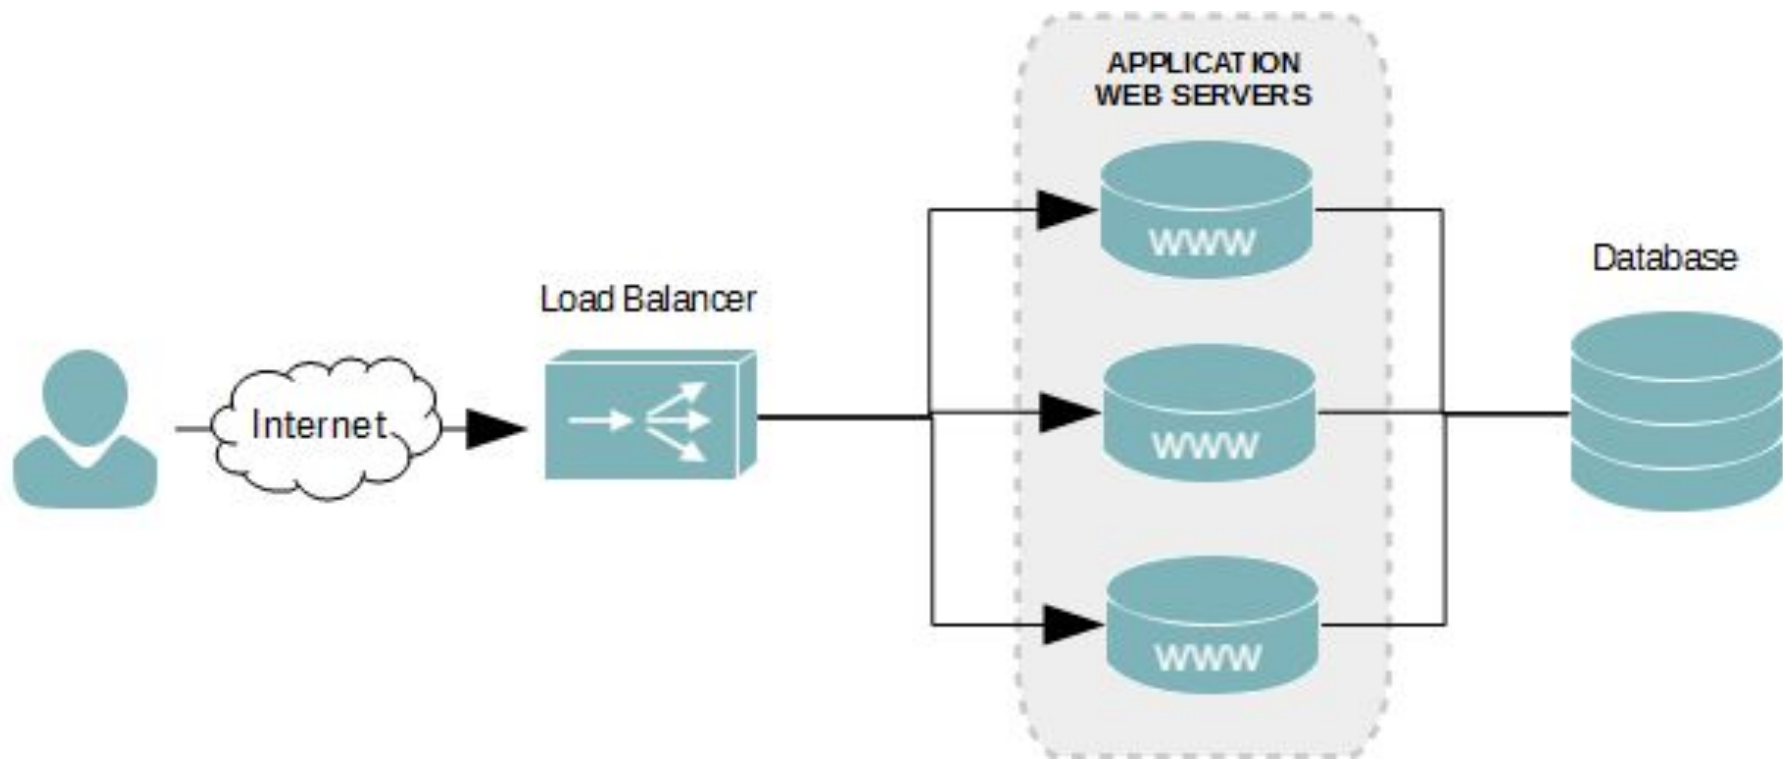 APPLICATION
WEB SERVERS
WWW
Database
Load Balancer
Internet
WWW
WWW